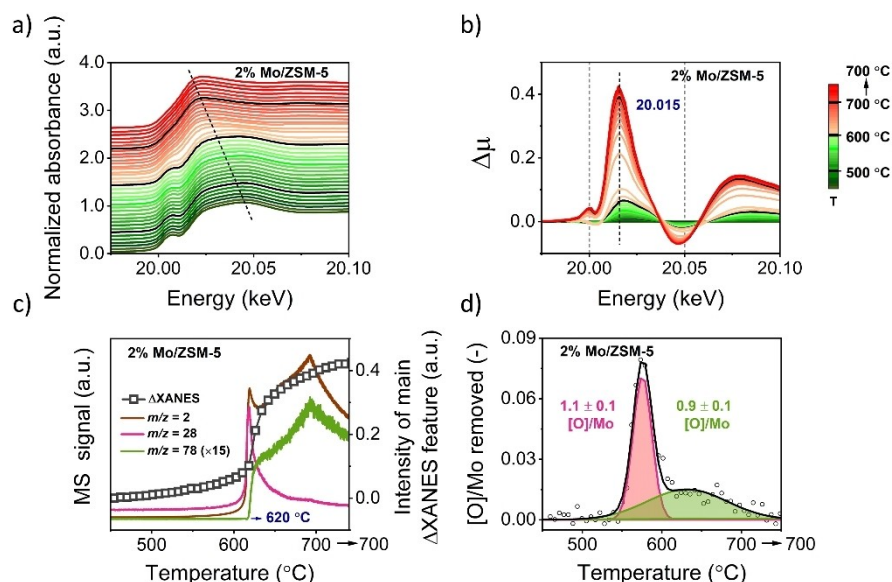 a)
2% Mo/ZSM-5
Normalized absorbance (a.u.)
4.0
3.0
2.0
1.0
0.0
20.00
20.05
20.10
Energy (keV)
b)
2% Mo/ZSM-5
20.015
Δμ
0.4
0.2
0.0
20.00
20.05
20.10
Energy (keV)
700 °C
700 °C
600 °C
500 °C
T
c)
2% Mo/ZSM-5
MS signal (a.u.)
ΔXANES
m/z = 2
m/z = 28
m/z = 78 (×15)
620 °C
0.4
0.3
0.2
0.1
0.0
Intensity of main
ΔXANES feature (-)
500
600
700
700
Temperature (°C)
d)
2% Mo/ZSM-5
[O]/Mo removed (-)
0.09
0.06
0.03
0.00
1.1 ± 0.1
[O]/Mo
0.9 ± 0.1
[O]/Mo
500
600
700
700
Temperature (°C)